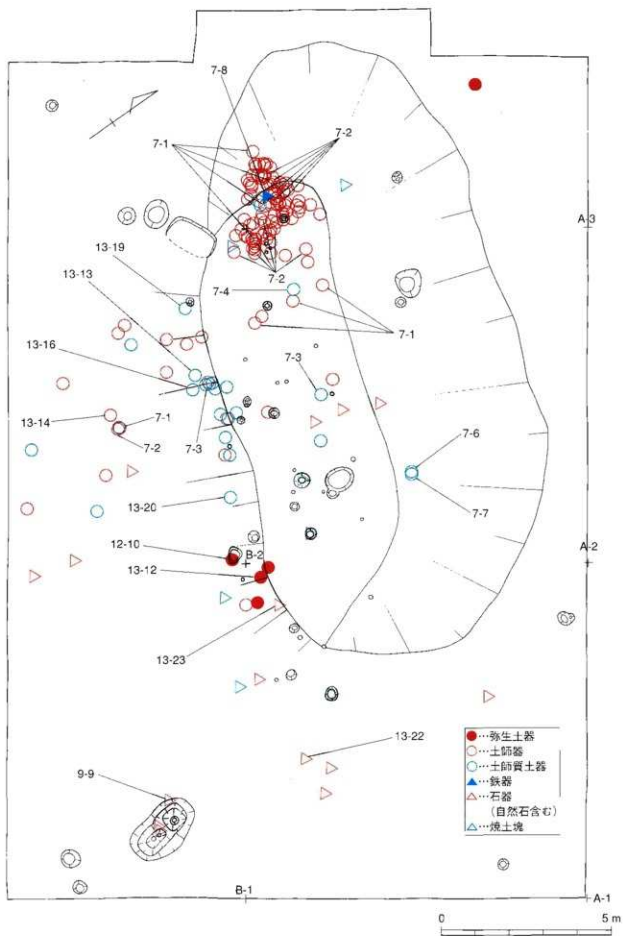 7-8
7-1
7-2
A-3
13-19
13-13
7-2
7-4
7-1
13-16
7-3
13-14
7-1
7-2
7-3
7-6
7-7
13-20
12-10
B-2
A-2
13-12
13-23
13-22
9-9
●…弥生土器
○…土師器
○…土師質土器
▲…鉄器
△…石器
(自然石含む)
△…焼土塊
B-1
A-1
0 5 m